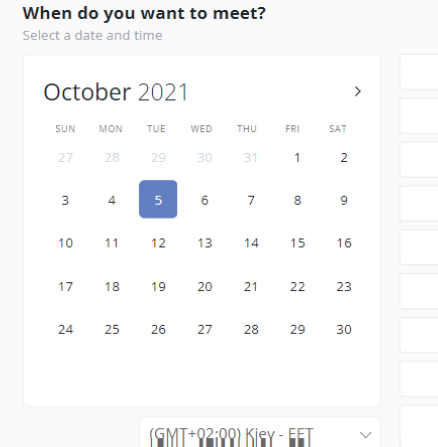 When do you want to meet?
Select a date and time
October 2021
SUN MON TUE WED THU FRI SAT
27 28 29 30 31 1 2
3 4 5 6 7 8 9
10 11 12 13 14 15 16
17 18 19 20 21 22 23
24 25 26 27 28 29 30
(GMT+02:00) Kiev - EET